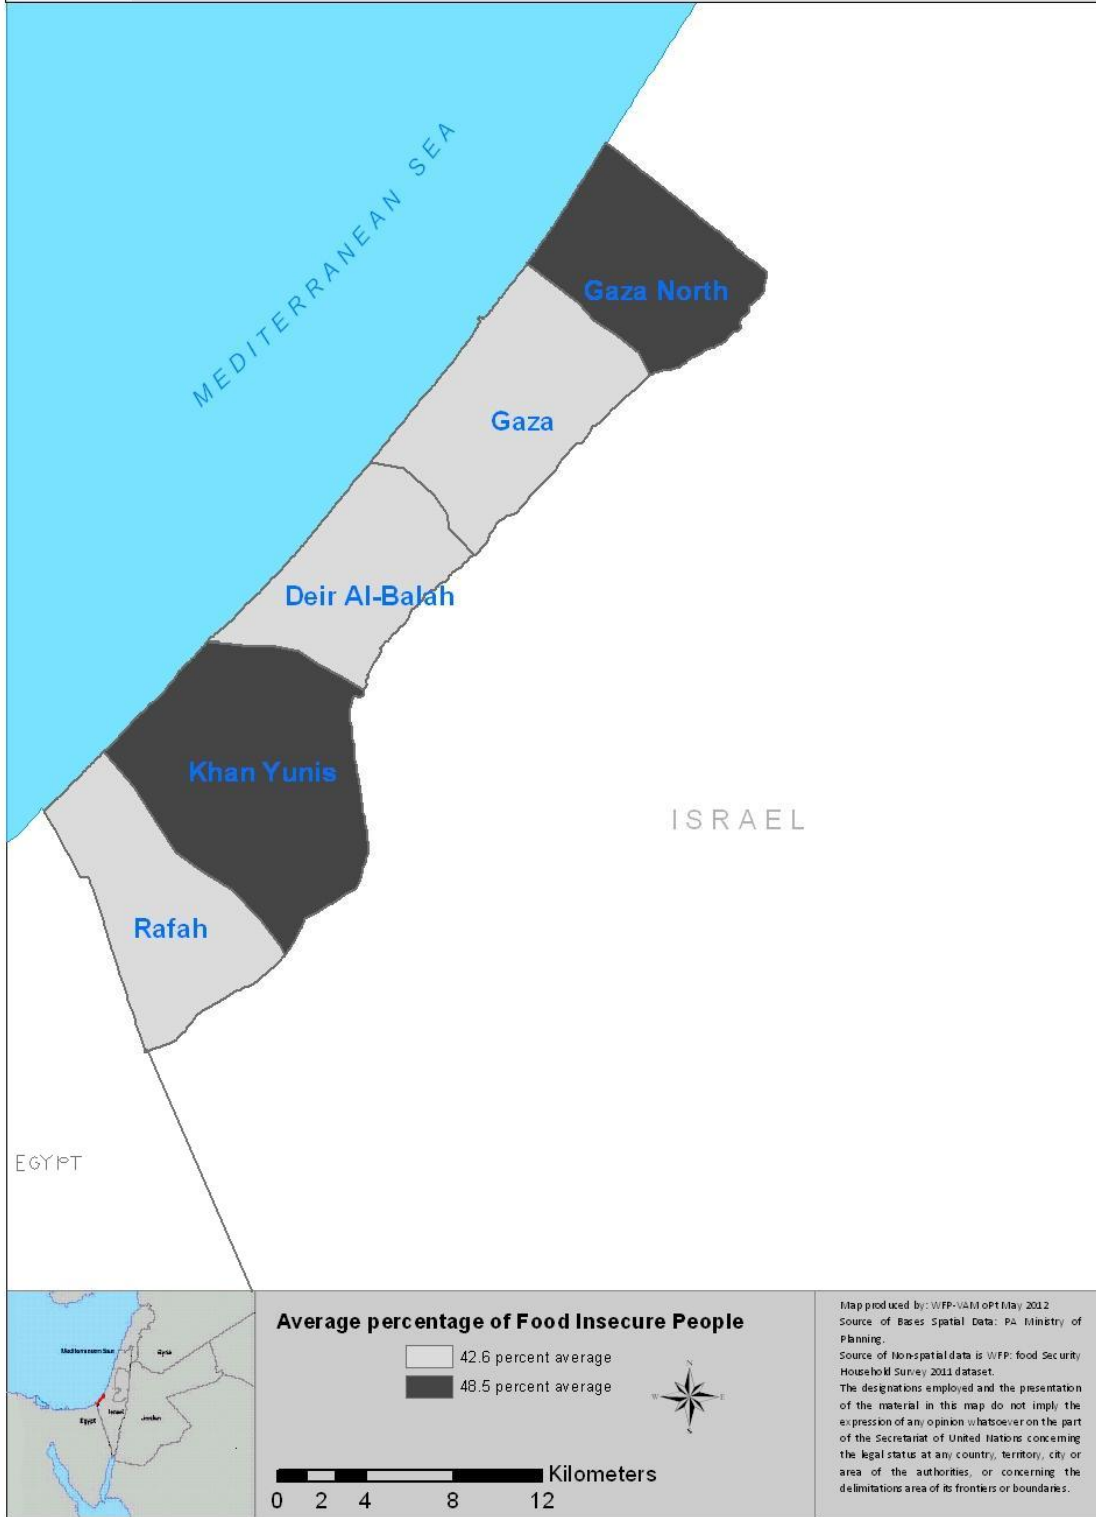 MEDITERRANEAN SEA
Gaza North
Gaza
Deir Al-Balah
Khan Yunis
ISRAEL
Rafah
EGYPT
Mediterranean Sea
Syria
Egypt
Israel
Jordan
Average percentage of Food Insecure People
42.6 percent average
48.5 percent average
N
W
E
S
Kilometers
0 2 4 8 12
Map produced by: WFP-VAM oPt May 2012
Source of Bases Spatial Data: PA Ministry of
Planning.
Source of Non-spatial data is WFP: food Security
Household Survey 2011 dataset.
The designations employed and the presentation
of the material in this map do not imply the
expression of any opinion whatsoever on the part
of the Secretariat of United Nations concerning
the legal status at any country, territory, city or
area of the authorities, or concerning the
delimitations area of its frontiers or boundaries.